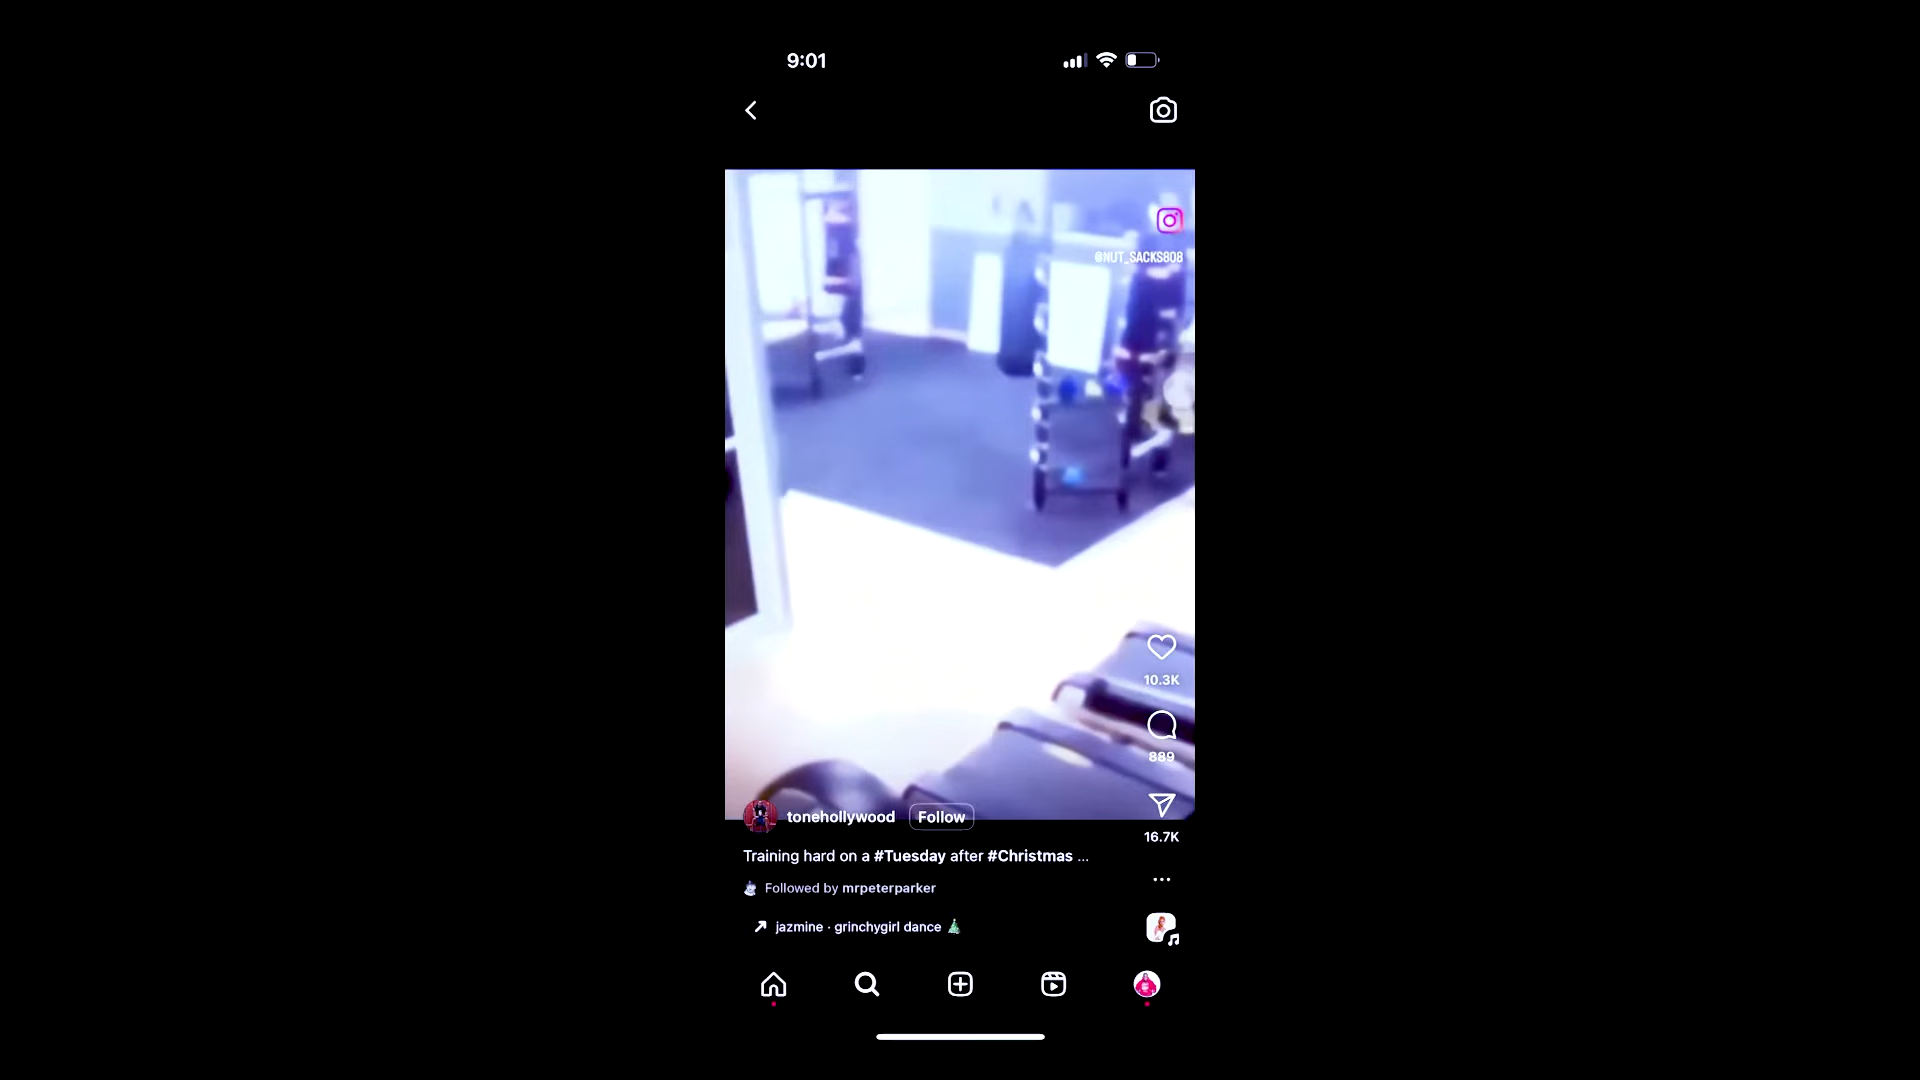 9:01
@NUT_SACKS808
10.3K
889
tonehollywood Follow
16.7K
Training hard on a #Tuesday after #Christmas ...
Followed by mrpeterparker
jazmine · grinchygirl dance 🎄